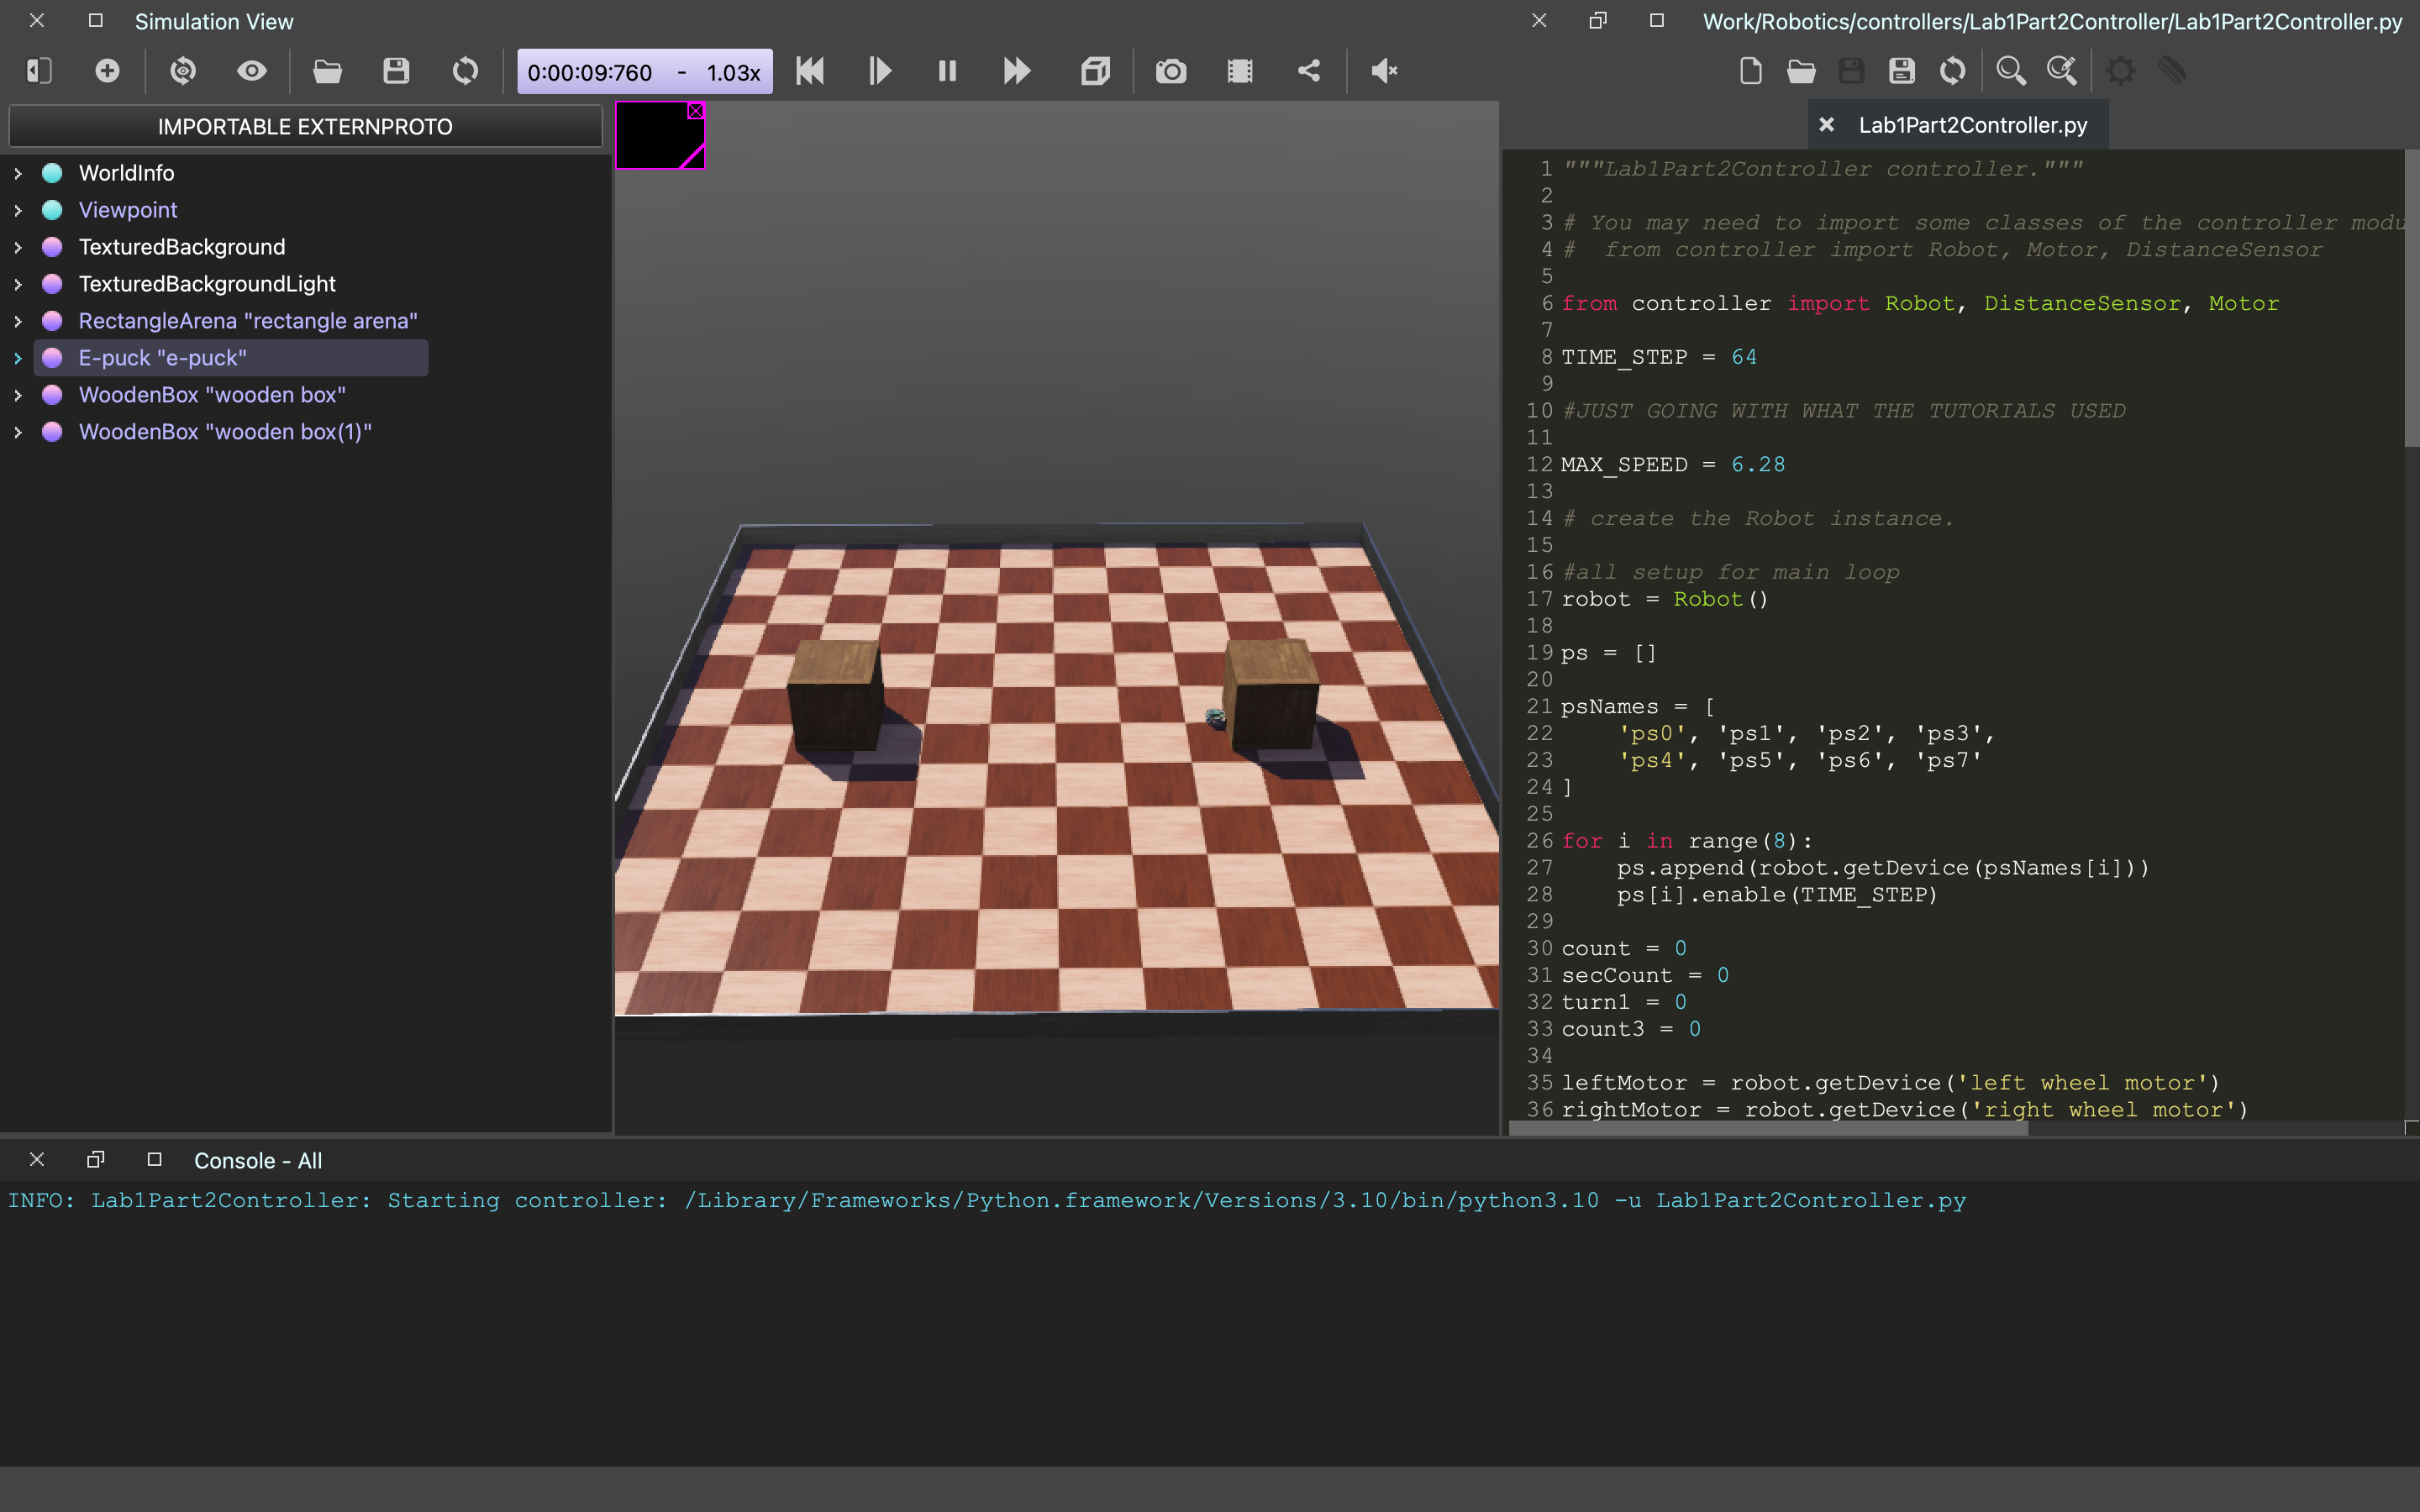 Simulation View
0:00:09:760 - 1.03x
IMPORTABLE EXTERNPROTO
WorldInfo
Viewpoint
TexturedBackground
TexturedBackgroundLight
RectangleArena "rectangle arena"
E-puck "e-puck"
WoodenBox "wooden box"
WoodenBox "wooden box(1)"
Work/Robotics/controllers/Lab1Part2Controller/Lab1Part2Controller.py
Lab1Part2Controller.py
1 """Lab1Part2Controller controller."""
2
3 # You may need to import some classes of the controller modu
4 #  from controller import Robot, Motor, DistanceSensor
5
6 from controller import Robot, DistanceSensor, Motor
7
8 TIME_STEP = 64
9
10 #JUST GOING WITH WHAT THE TUTORIALS USED
11
12 MAX_SPEED = 6.28
13
14 # create the Robot instance.
15
16 #all setup for main loop
17 robot = Robot()
18
19 ps = []
20
21 psNames = [
22     'ps0', 'ps1', 'ps2', 'ps3',
23     'ps4', 'ps5', 'ps6', 'ps7'
24 ]
25
26 for i in range(8):
27     ps.append(robot.getDevice(psNames[i]))
28     ps[i].enable(TIME_STEP)
29
30 count = 0
31 secCount = 0
32 turn1 = 0
33 count3 = 0
34
35 leftMotor = robot.getDevice('left wheel motor')
36 rightMotor = robot.getDevice('right wheel motor')
Console - All
INFO: Lab1Part2Controller: Starting controller: /Library/Frameworks/Python.framework/Versions/3.10/bin/python3.10 -u Lab1Part2Controller.py